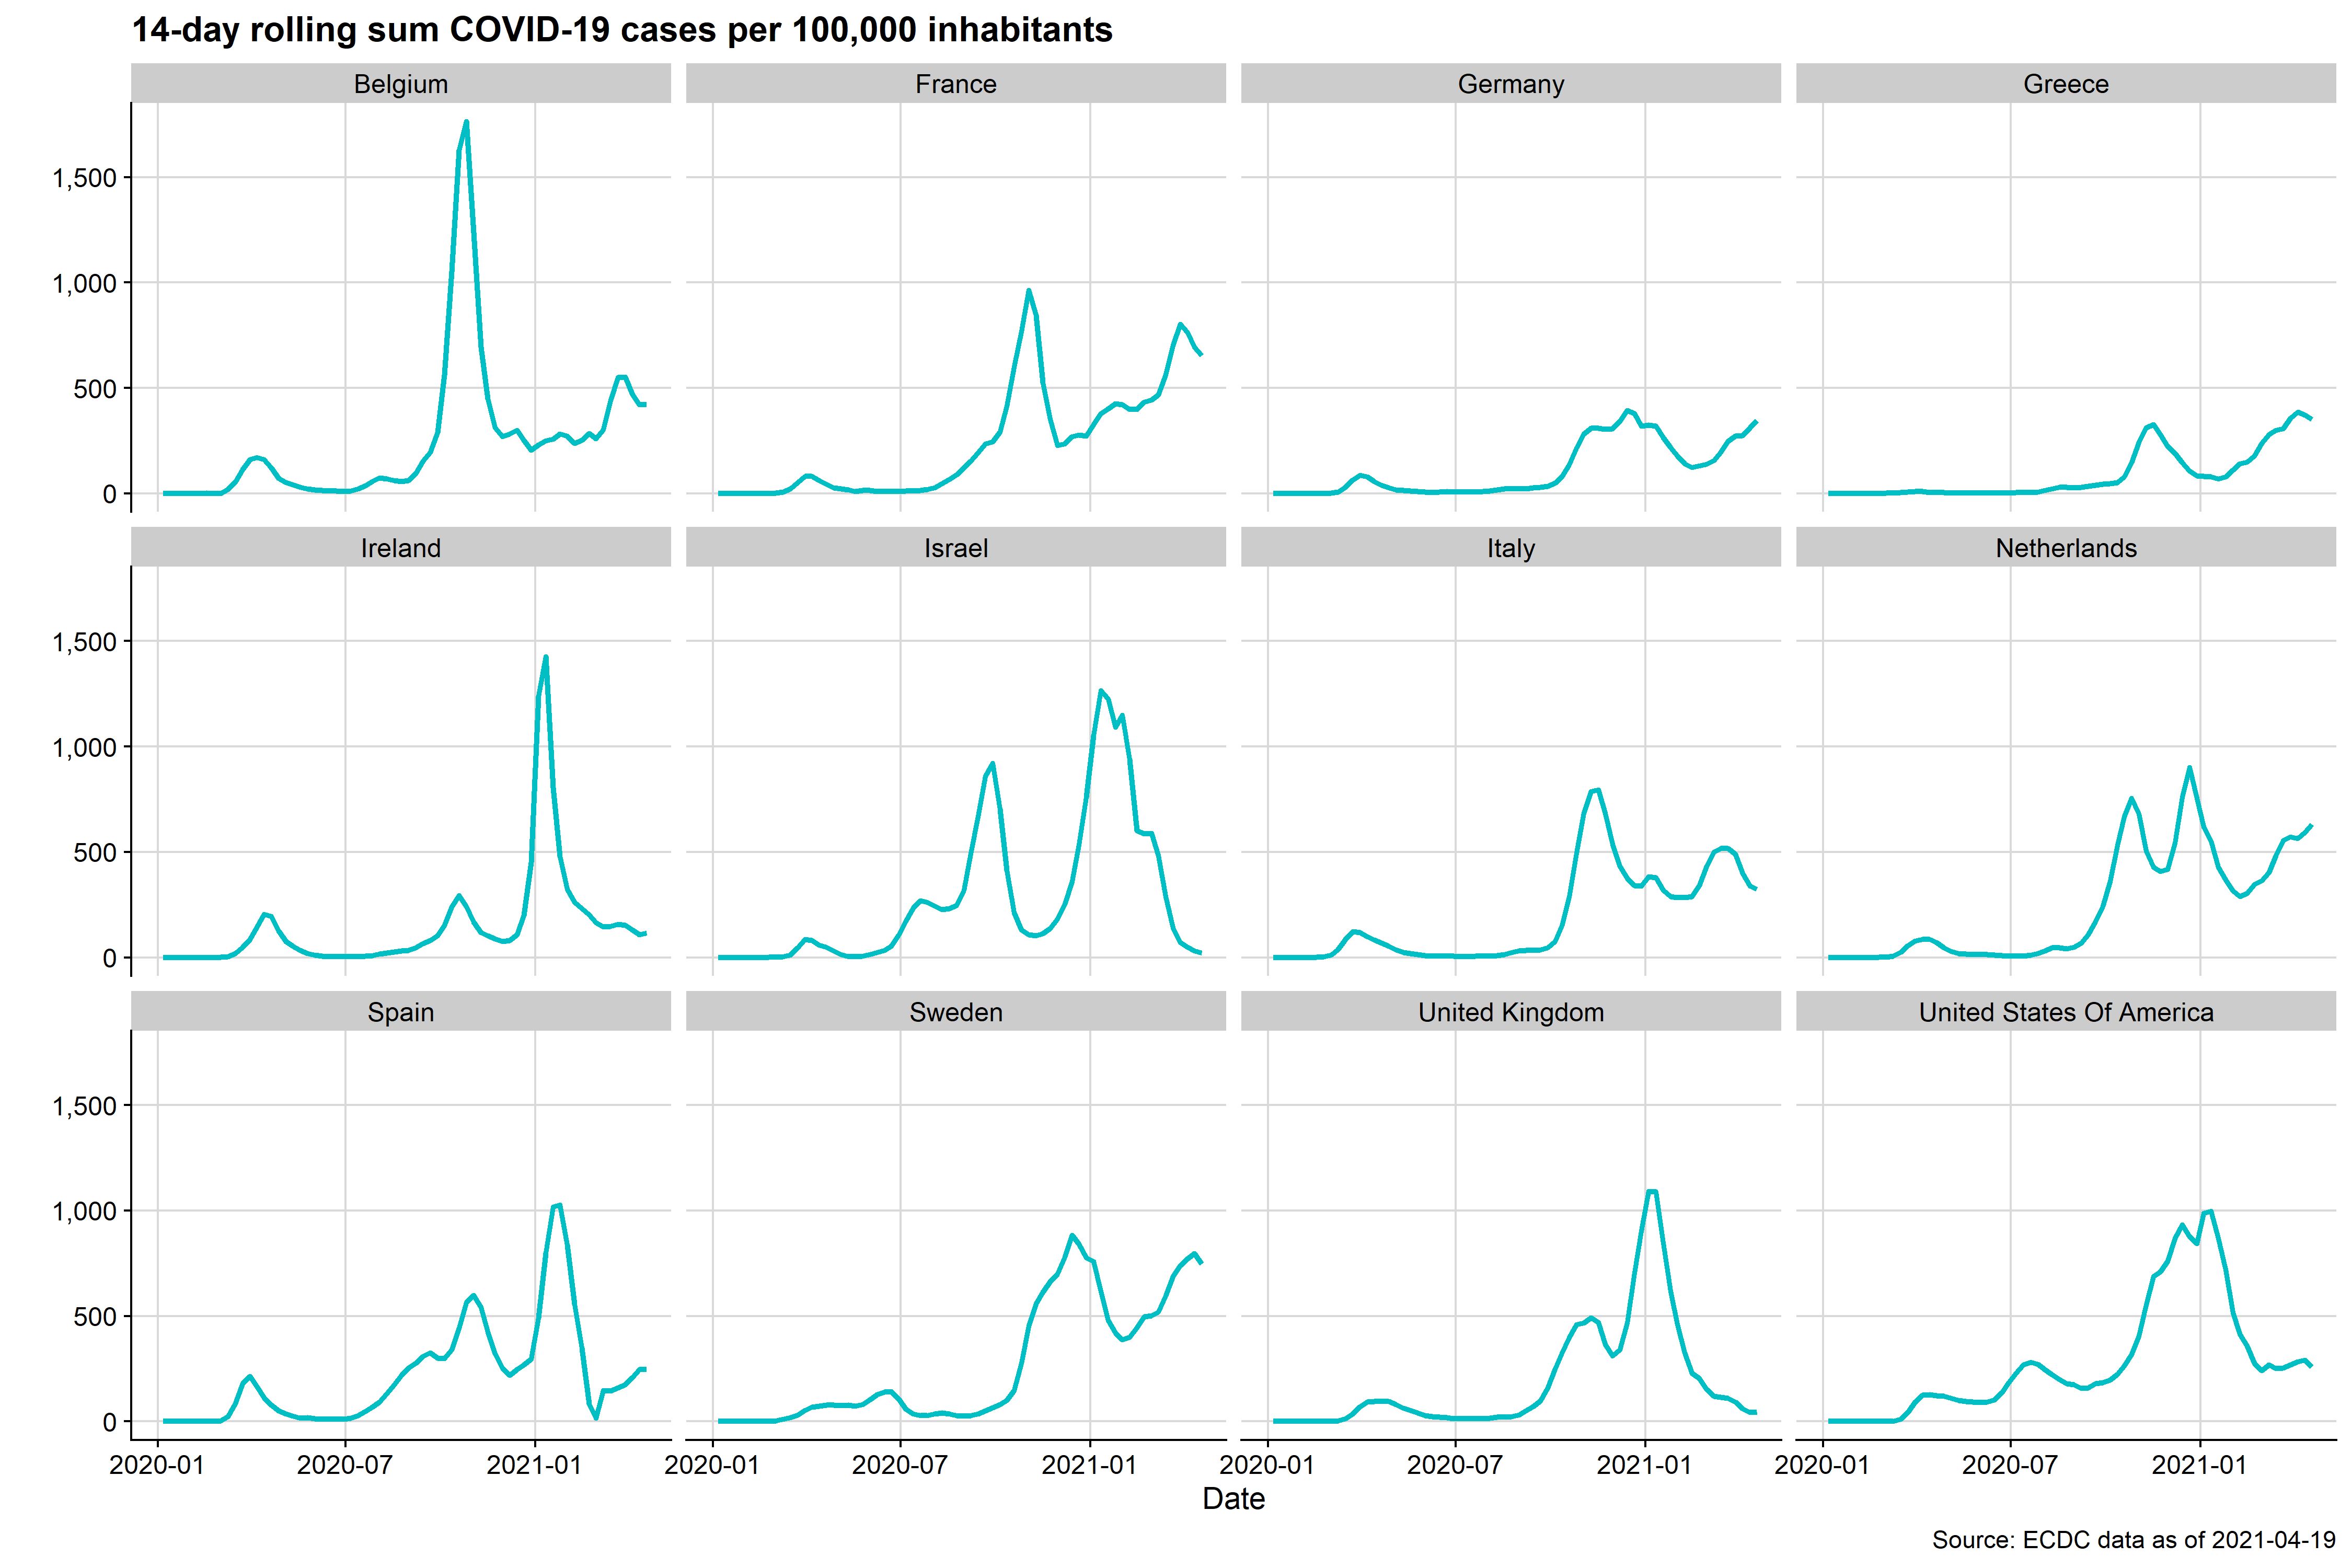 14-day rolling sum COVID-19 cases per 100,000 inhabitants
Belgium France Germany Greece
1,500
1,000
500
0
Ireland Israel Italy Netherlands
1,500
1,000
500
0
Spain Sweden United Kingdom United States Of America
1,500
1,000
500
0
2020-01 2020-07 2021-01 2020-01 2020-07 2021-01 2020-01 2020-07 2021-01 2020-01 2020-07 2021-01
Date
Source: ECDC data as of 2021-04-19